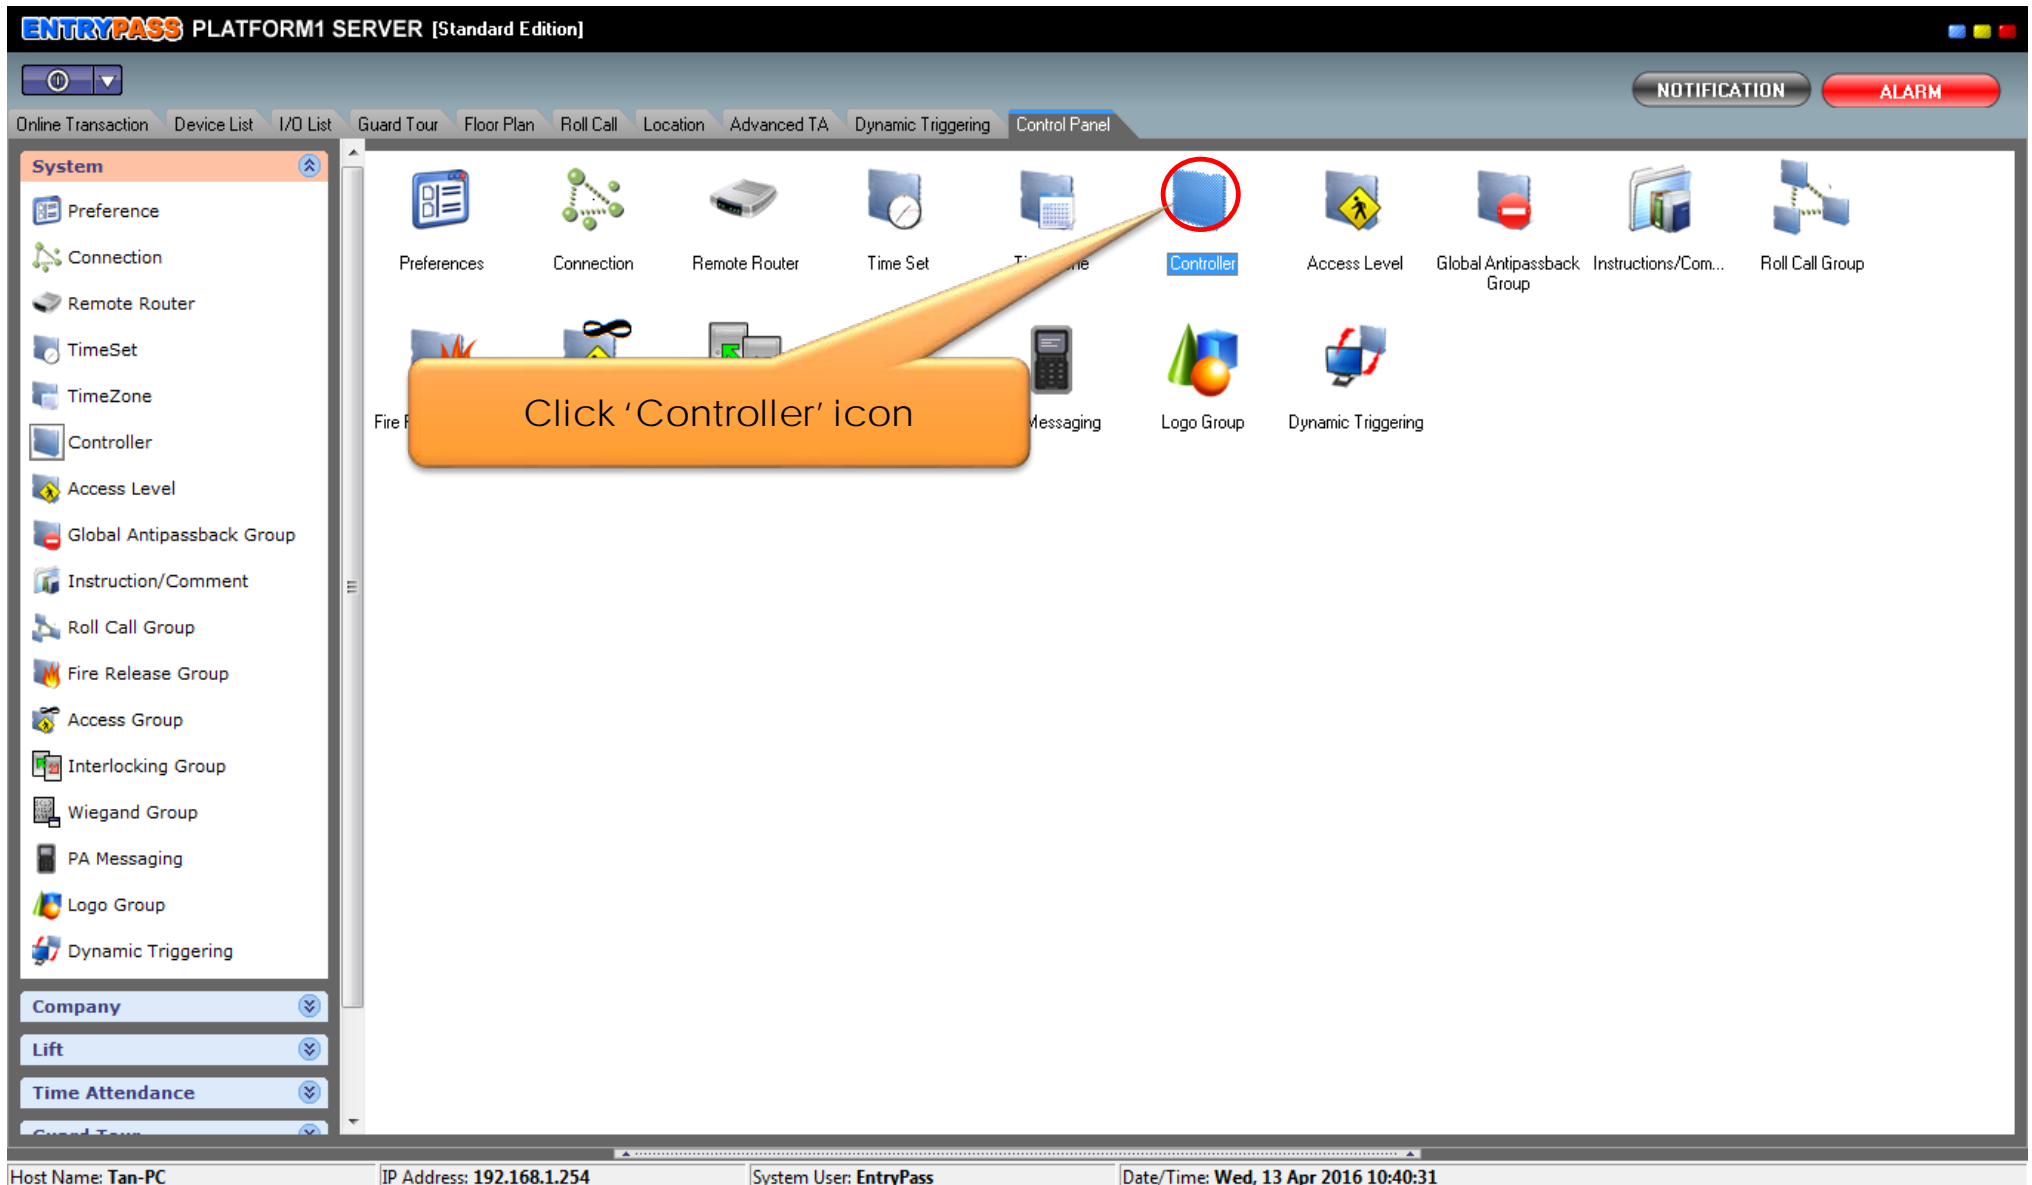 ENTRYPASS PLATFORM1 SERVER [Standard Edition]
NOTIFICATION ALARM
Online Transaction Device List I/O List Guard Tour Floor Plan Roll Call Location Advanced TA Dynamic Triggering Control Panel
System
Preference
Connection
Remote Router
TimeSet
TimeZone
Controller
Access Level
Global Antipassback Group
Instruction/Comment
Roll Call Group
Fire Release Group
Access Group
Interlocking Group
Wiegand Group
PA Messaging
Logo Group
Dynamic Triggering
Company
Lift
Time Attendance
Guard Tour
Preferences Connection Remote Router Time Set Controller Access Level Global Antipassback Instructions/Com... Roll Call Group
Group
Fire Messaging Logo Group Dynamic Triggering
Click ‘Controller’ icon
Host Name: Tan-PC IP Address: 192.168.1.254 System User: EntryPass Date/Time: Wed, 13 Apr 2016 10:40:31